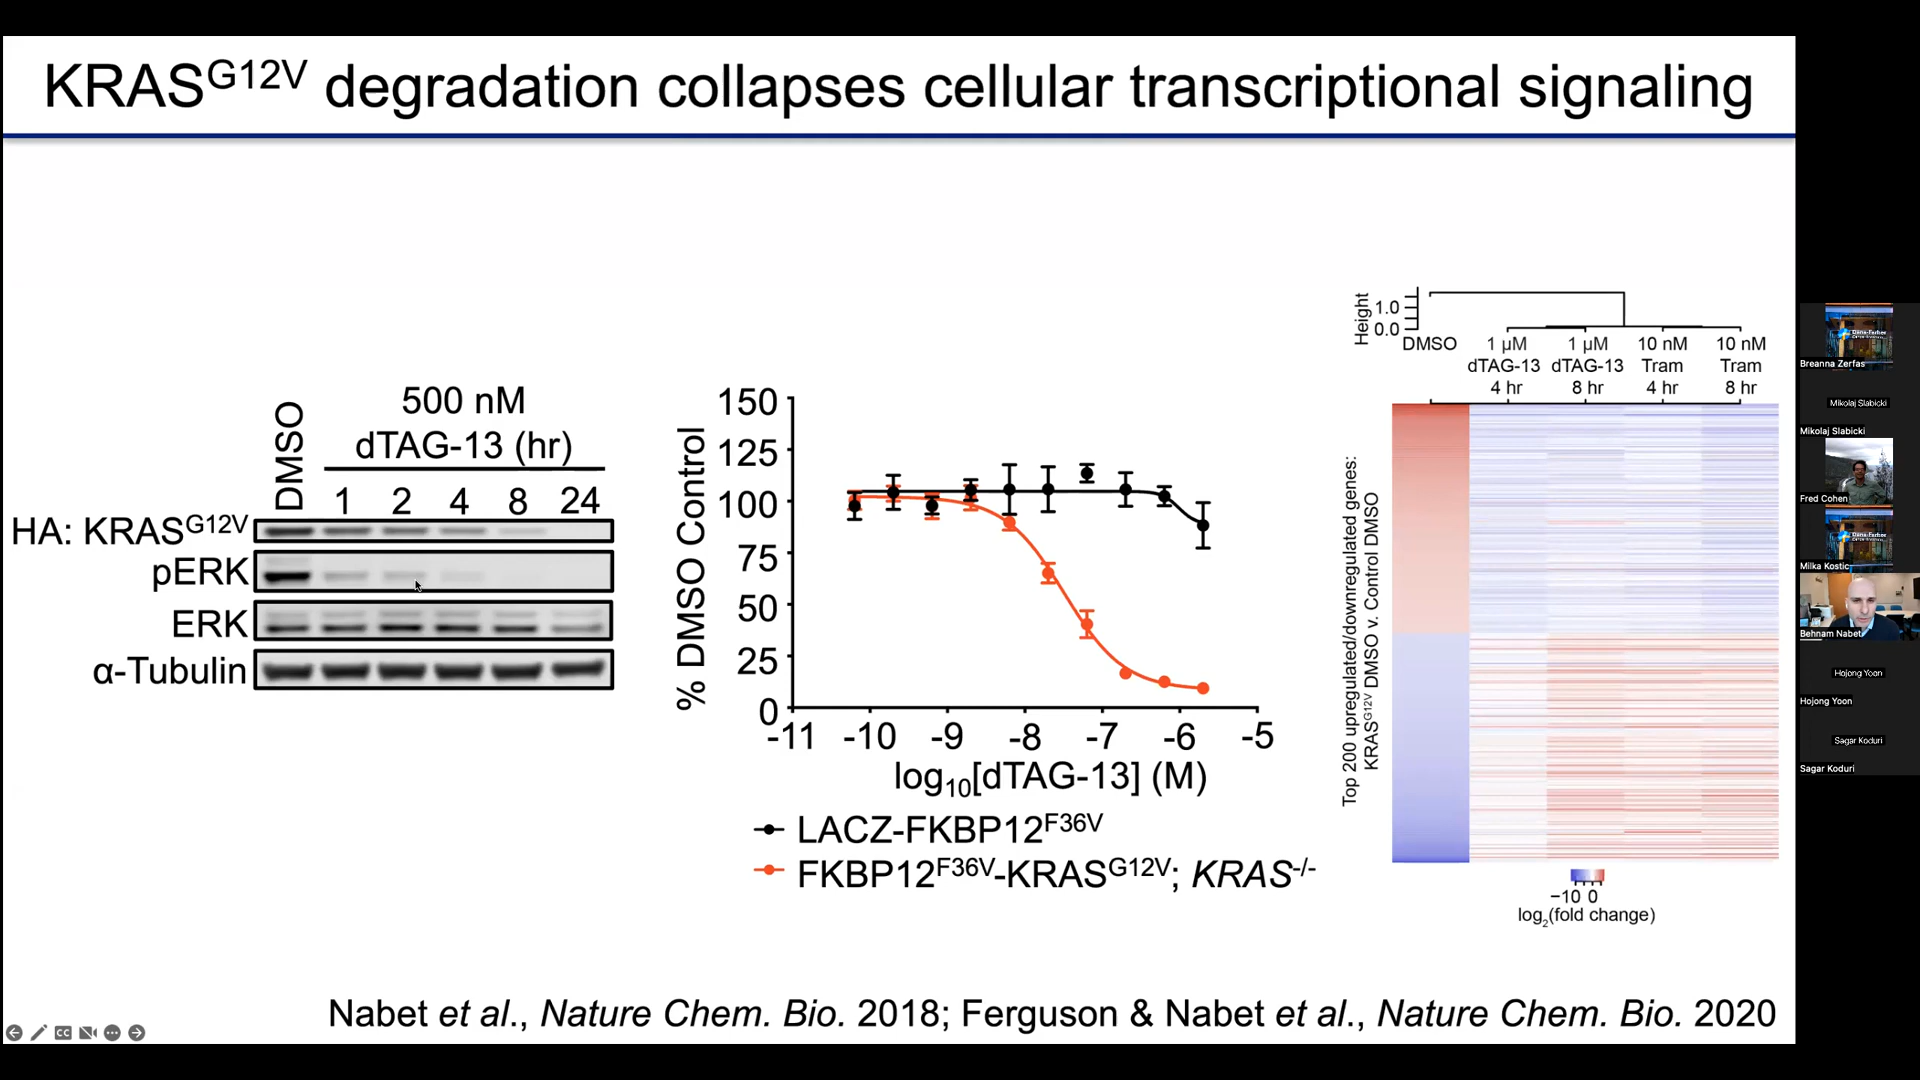 KRASG12V degradation collapses cellular transcriptional signaling
DMSO
500 nM
dTAG-13 (hr)
1 2 4 8 24
HA: KRASG12V
pERK
ERK
α-Tubulin
% DMSO Control
150
125
100
75
50
25
0
-11 -10 -9 -8 -7 -6 -5
log10[dTAG-13] (M)
LACZ-FKBP12F36V
FKBP12F36V-KRASG12V; KRAS-/-
Height
1.0
0.0
DMSO
1 µM dTAG-13 4 hr
1 µM dTAG-13 8 hr
10 nM Tram 4 hr
10 nM Tram 8 hr
Top 200 upregulated/downregulated genes:
KRASG12V DMSO v. Control DMSO
−10 0
log2(fold change)
Nabet et al., Nature Chem. Bio. 2018; Ferguson & Nabet et al., Nature Chem. Bio. 2020
CC
Breanna Zerfas
Mikolaj Slabicki
Mikolaj Slabicki
Fred Cohen
Dana-Farber
Milka Kostic
Behnam Nabet
Hojong Yoon
Hojong Yoon
Sagar Koduri
Sagar Koduri